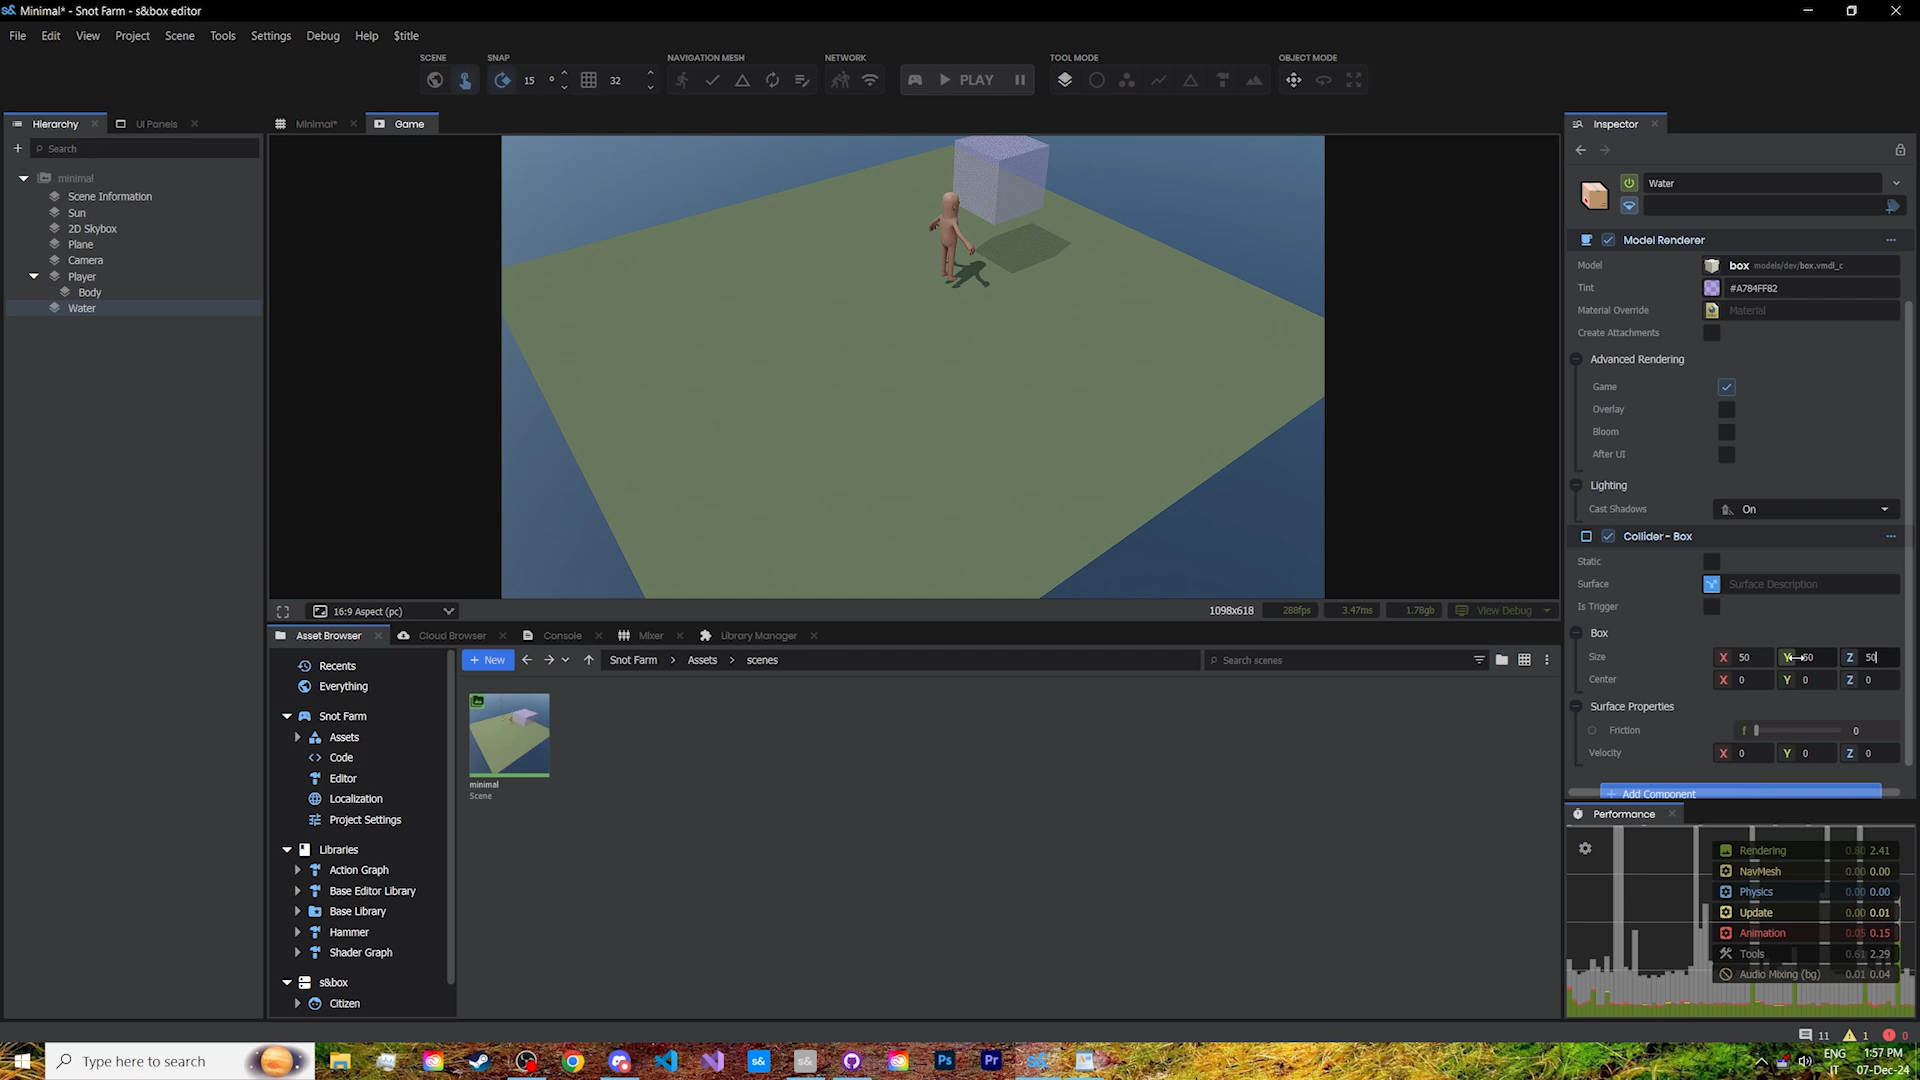 Minimal* - Snot Farm - s&box editor
File Edit View Project Scene Tools Settings Debug Help $title
SCENE SNAP NAVIGATION MESH NETWORK TOOL MODE OBJECT MODE
15 ° 32 PLAY
Hierarchy UI Panels Minimal* Game Inspector
Search
minimal
Scene Information
Sun
2D Skybox
Plane
Camera
Player
Body
Water
Water
Model Renderer
Model box models/dev/box.vmdl_c
Tint #A784FF82
Material Override Material
Create Attachments
Advanced Rendering
Game
Overlay
Bloom
After UI
Lighting
Cast Shadows On
Collider - Box
Static
Surface Surface Description
Is Trigger
Box
Size X 50 Y 50 Z 50
Center X 0 Y 0 Z 0
Surface Properties
Friction f 0
Velocity X 0 Y 0 Z 0
Add Component
16:9 Aspect (pc) 1098x618 288fps 3.47ms 1.78gb View Debug
Asset Browser Cloud Browser Console Mixer Library Manager
Recents
Everything
Snot Farm
Assets
Code
Editor
Localization
Project Settings
Libraries
Action Graph
Base Editor Library
Base Library
Hammer
Shader Graph
s&box
Citizen
New Snot Farm > Assets > scenes Search scenes
minimal
Scene
Performance
Rendering 0.80 2.41
NavMesh 0.00 0.00
Physics 0.00 0.00
Update 0.00 0.01
Animation 0.05 0.15
Tools 0.61 2.29
Audio Mixing (bg) 0.01 0.04
11 1 0
Type here to search
ENG
IT
1:57 PM
07-Dec-24